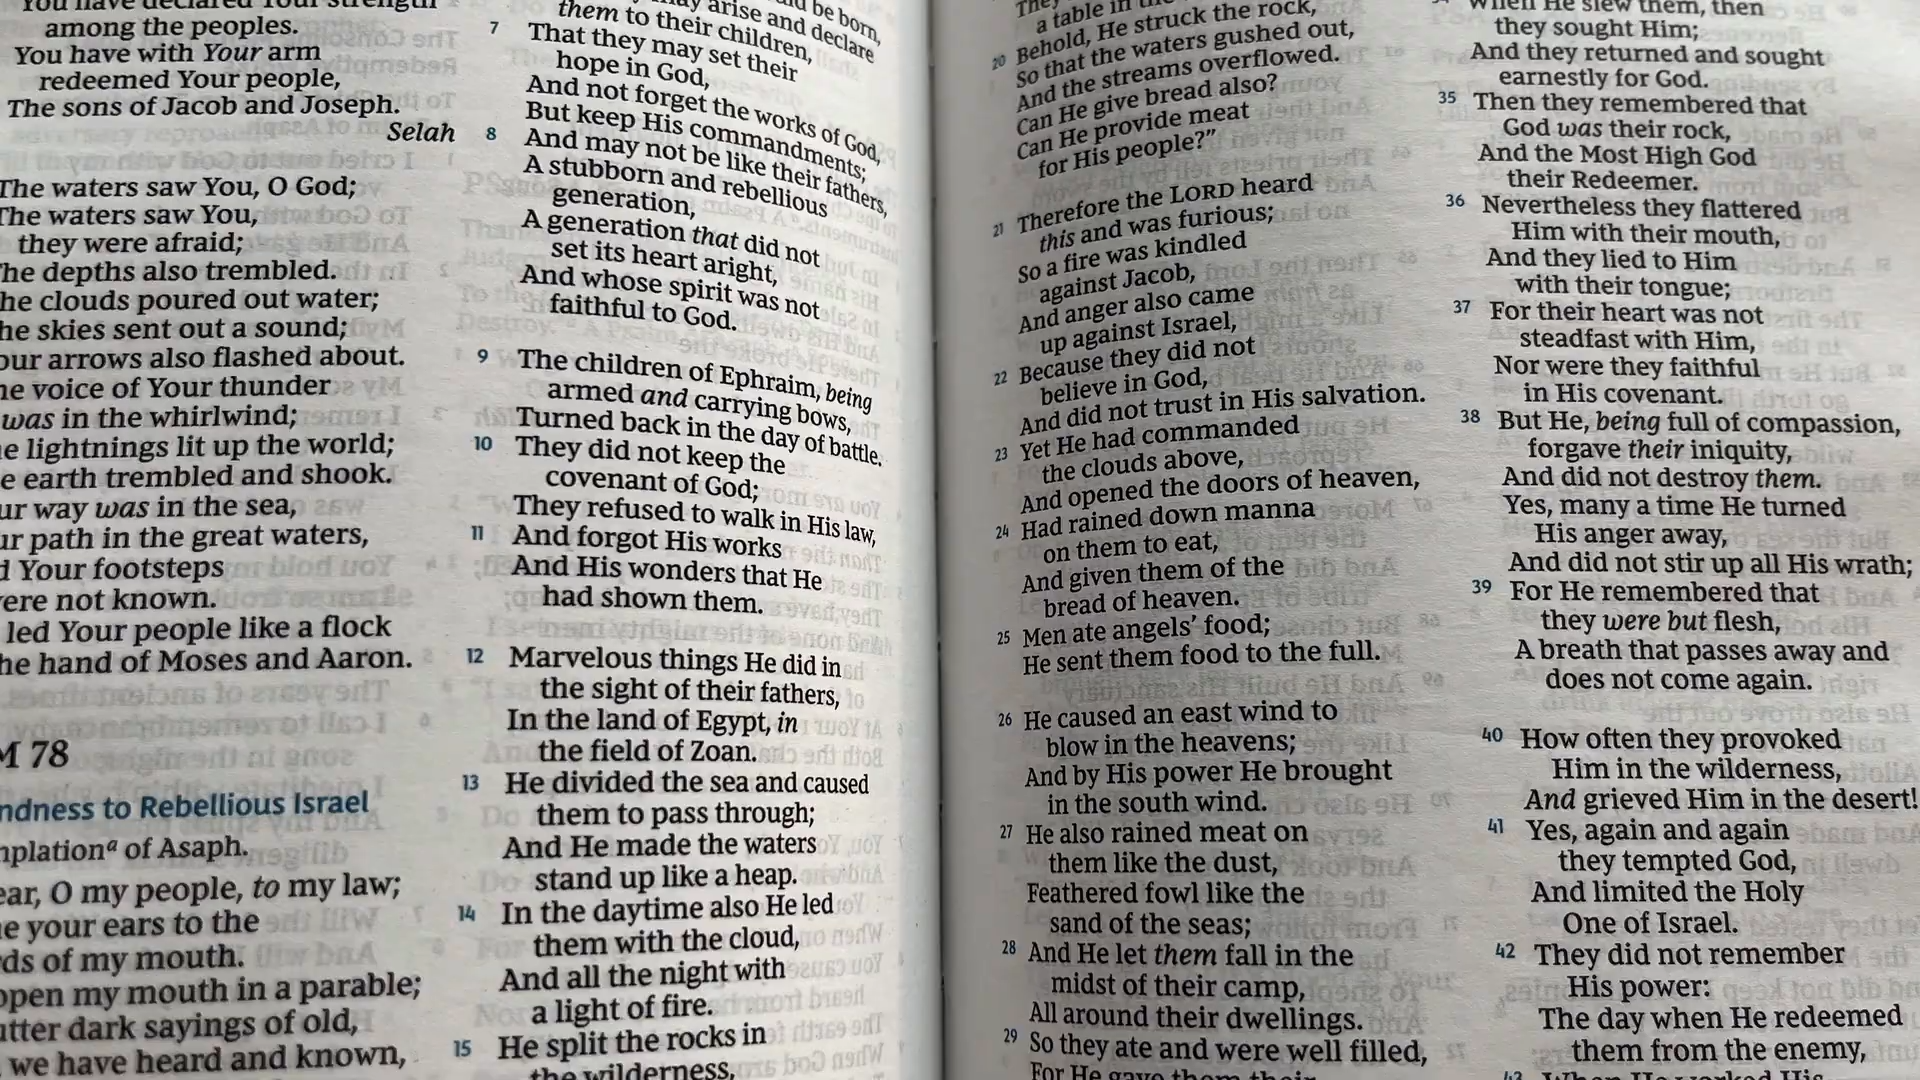 You have declared Your strength
among the peoples.
You have with Your arm
redeemed Your people,
The sons of Jacob and Joseph.
Selah
The waters saw You, O God;
The waters saw You,
they were afraid;
The depths also trembled.
he clouds poured out water;
he skies sent out a sound;
our arrows also flashed about.
he voice of Your thunder
was in the whirlwind;
e lightnings lit up the world;
e earth trembled and shook.
ur way was in the sea,
ur path in the great waters,
d Your footsteps
ere not known.
led Your people like a flock
he hand of Moses and Aaron.
M 78
ndness to Rebellious Israel
mplationa of Asaph.
ear, O my people, to my law;
e your ears to the
ds of my mouth.
open my mouth in a parable;
utter dark sayings of old,
we have heard and known,
be born,
may arise and declare
them to their children,
7 That they may set their
hope in God,
And not forget the works of God,
But keep His commandments;
8 And may not be like their fathers,
A stubborn and rebellious
generation,
A generation that did not
set its heart aright,
And whose spirit was not
faithful to God.
9 The children of Ephraim, being
armed and carrying bows,
Turned back in the day of battle.
10 They did not keep the
covenant of God;
They refused to walk in His law,
11 And forgot His works
And His wonders that He
had shown them.
12 Marvelous things He did in
the sight of their fathers,
In the land of Egypt, in
the field of Zoan.
13 He divided the sea and caused
them to pass through;
And He made the waters
stand up like a heap.
14 In the daytime also He led
them with the cloud,
And all the night with
a light of fire.
15 He split the rocks in
the wilderness,
They
a table in the
20 Behold, He struck the rock,
So that the waters gushed out,
And the streams overflowed.
Can He give bread also?
Can He provide meat
for His people?”
21 Therefore the LORD heard
this and was furious;
So a fire was kindled
against Jacob,
And anger also came
up against Israel,
22 Because they did not
believe in God,
And did not trust in His salvation.
23 Yet He had commanded
the clouds above,
And opened the doors of heaven,
24 Had rained down manna
on them to eat,
And given them of the
bread of heaven.
25 Men ate angels’ food;
He sent them food to the full.
26 He caused an east wind to
blow in the heavens;
And by His power He brought
in the south wind.
27 He also rained meat on
them like the dust,
Feathered fowl like the
sand of the seas;
28 And He let them fall in the
midst of their camp,
All around their dwellings.
29 So they ate and were well filled,
For He gave them their
34 When He slew them, then
they sought Him;
And they returned and sought
earnestly for God.
35 Then they remembered that
God was their rock,
And the Most High God
their Redeemer.
36 Nevertheless they flattered
Him with their mouth,
And they lied to Him
with their tongue;
37 For their heart was not
steadfast with Him,
Nor were they faithful
in His covenant.
38 But He, being full of compassion,
forgave their iniquity,
And did not destroy them.
Yes, many a time He turned
His anger away,
And did not stir up all His wrath;
39 For He remembered that
they were but flesh,
A breath that passes away and
does not come again.
40 How often they provoked
Him in the wilderness,
And grieved Him in the desert!
41 Yes, again and again
they tempted God,
And limited the Holy
One of Israel.
42 They did not remember
His power:
The day when He redeemed
them from the enemy,
43 When He worked His